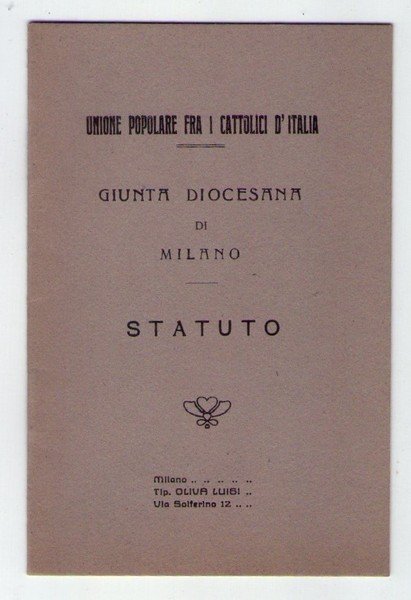 UNIONE POPOLARE FRA I CATTOLICI D'ITALIA
GIUNTA DIOCESANA
DI
MILANO
STATUTO
Milano .. .. .. .. ..
Tip. OLIVA LUIGI ..
Via Solferino 12 .. ..